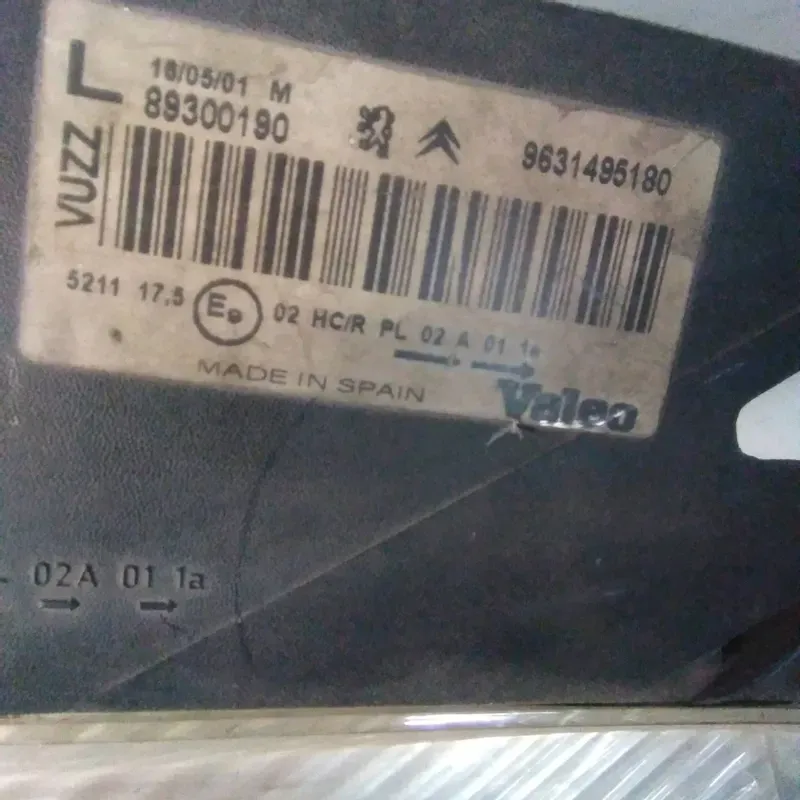 L
16/05/01 M
89300190
9631495180
VUZZ
5211 17,5 E9 02 HC/R PL 02 A 01 1a
MADE IN SPAIN
Valeo
02A 01 1a